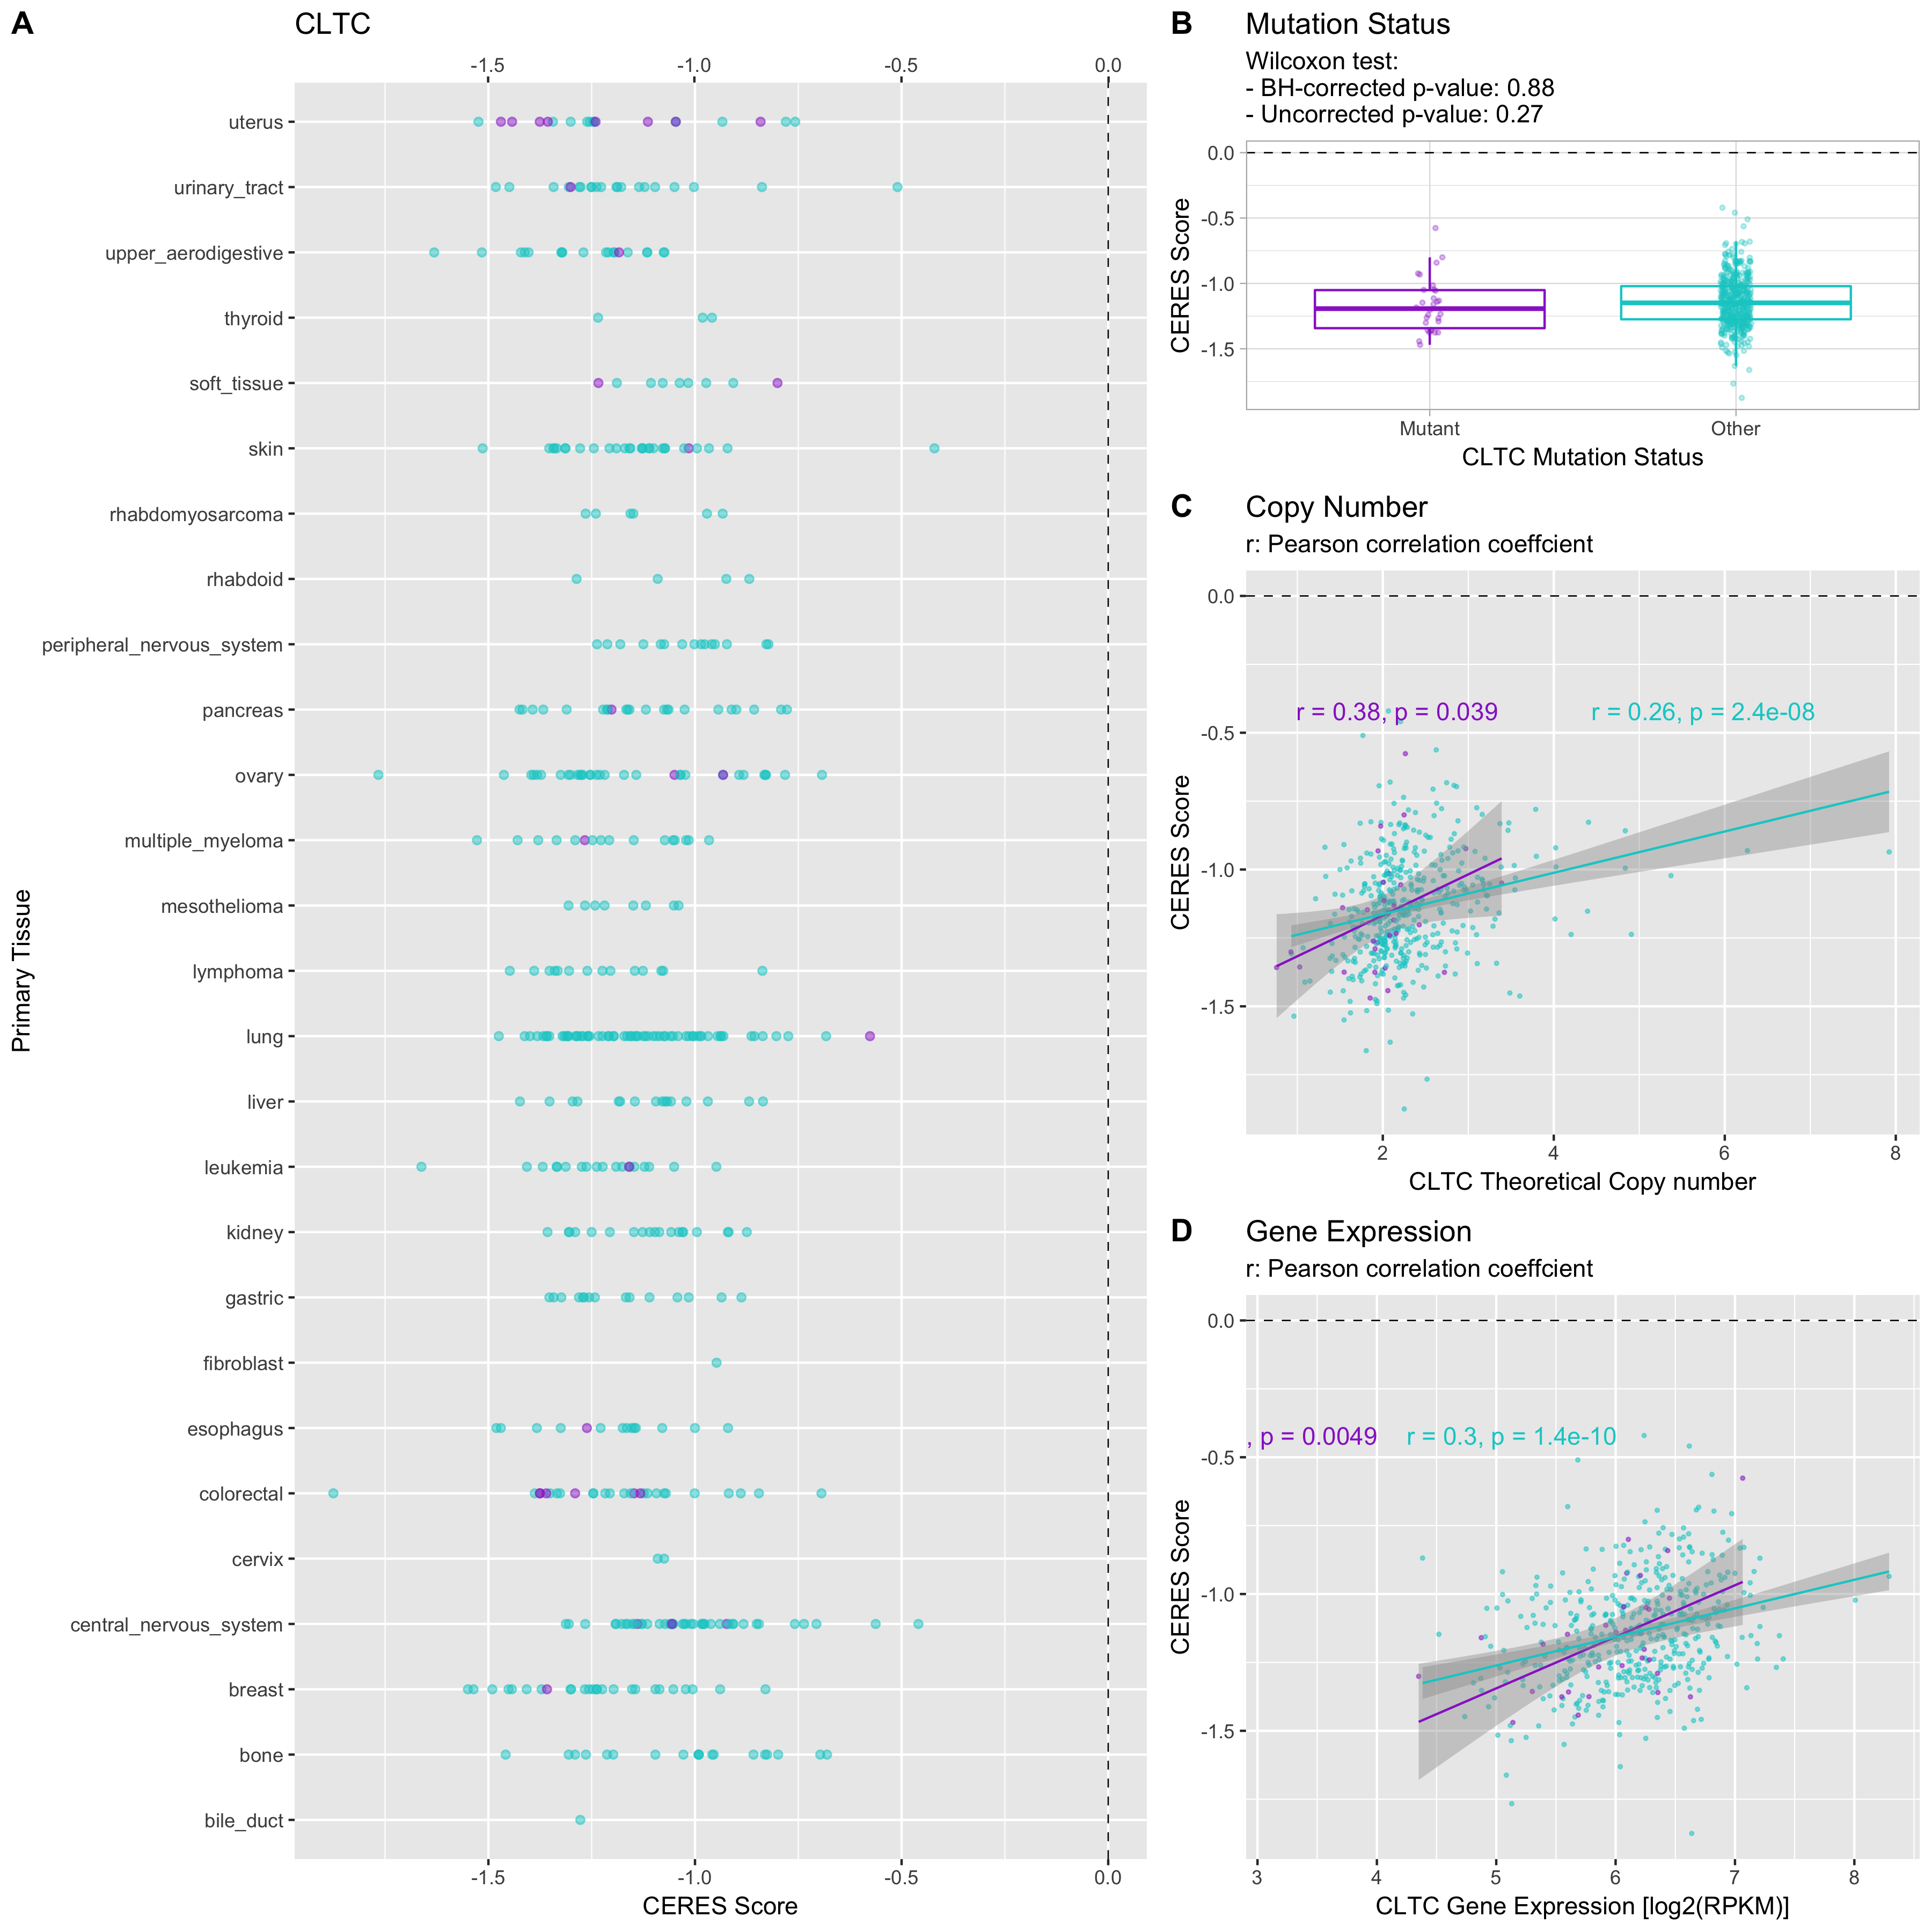 A
CLTC
-1.5 -1.0 -0.5 0.0
uterus
urinary_tract
upper_aerodigestive
thyroid
soft_tissue
skin
rhabdomyosarcoma
rhabdoid
peripheral_nervous_system
pancreas
ovary
multiple_myeloma
mesothelioma
lymphoma
lung
liver
leukemia
kidney
gastric
fibroblast
esophagus
colorectal
cervix
central_nervous_system
breast
bone
bile_duct
Primary Tissue
-1.5 -1.0 -0.5 0.0
CERES Score
B
Mutation Status
Wilcoxon test:
- BH-corrected p-value: 0.88
- Uncorrected p-value: 0.27
0.0
-0.5
-1.0
-1.5
CERES Score
Mutant Other
CLTC Mutation Status
C
Copy Number
r: Pearson correlation coeffcient
0.0
-0.5
-1.0
-1.5
CERES Score
r = 0.38, p = 0.039 r = 0.26, p = 2.4e-08
2 4 6 8
CLTC Theoretical Copy number
D
Gene Expression
r: Pearson correlation coeffcient
0.0
-0.5
-1.0
-1.5
CERES Score
, p = 0.0049 r = 0.3, p = 1.4e-10
3 4 5 6 7 8
CLTC Gene Expression [log2(RPKM)]